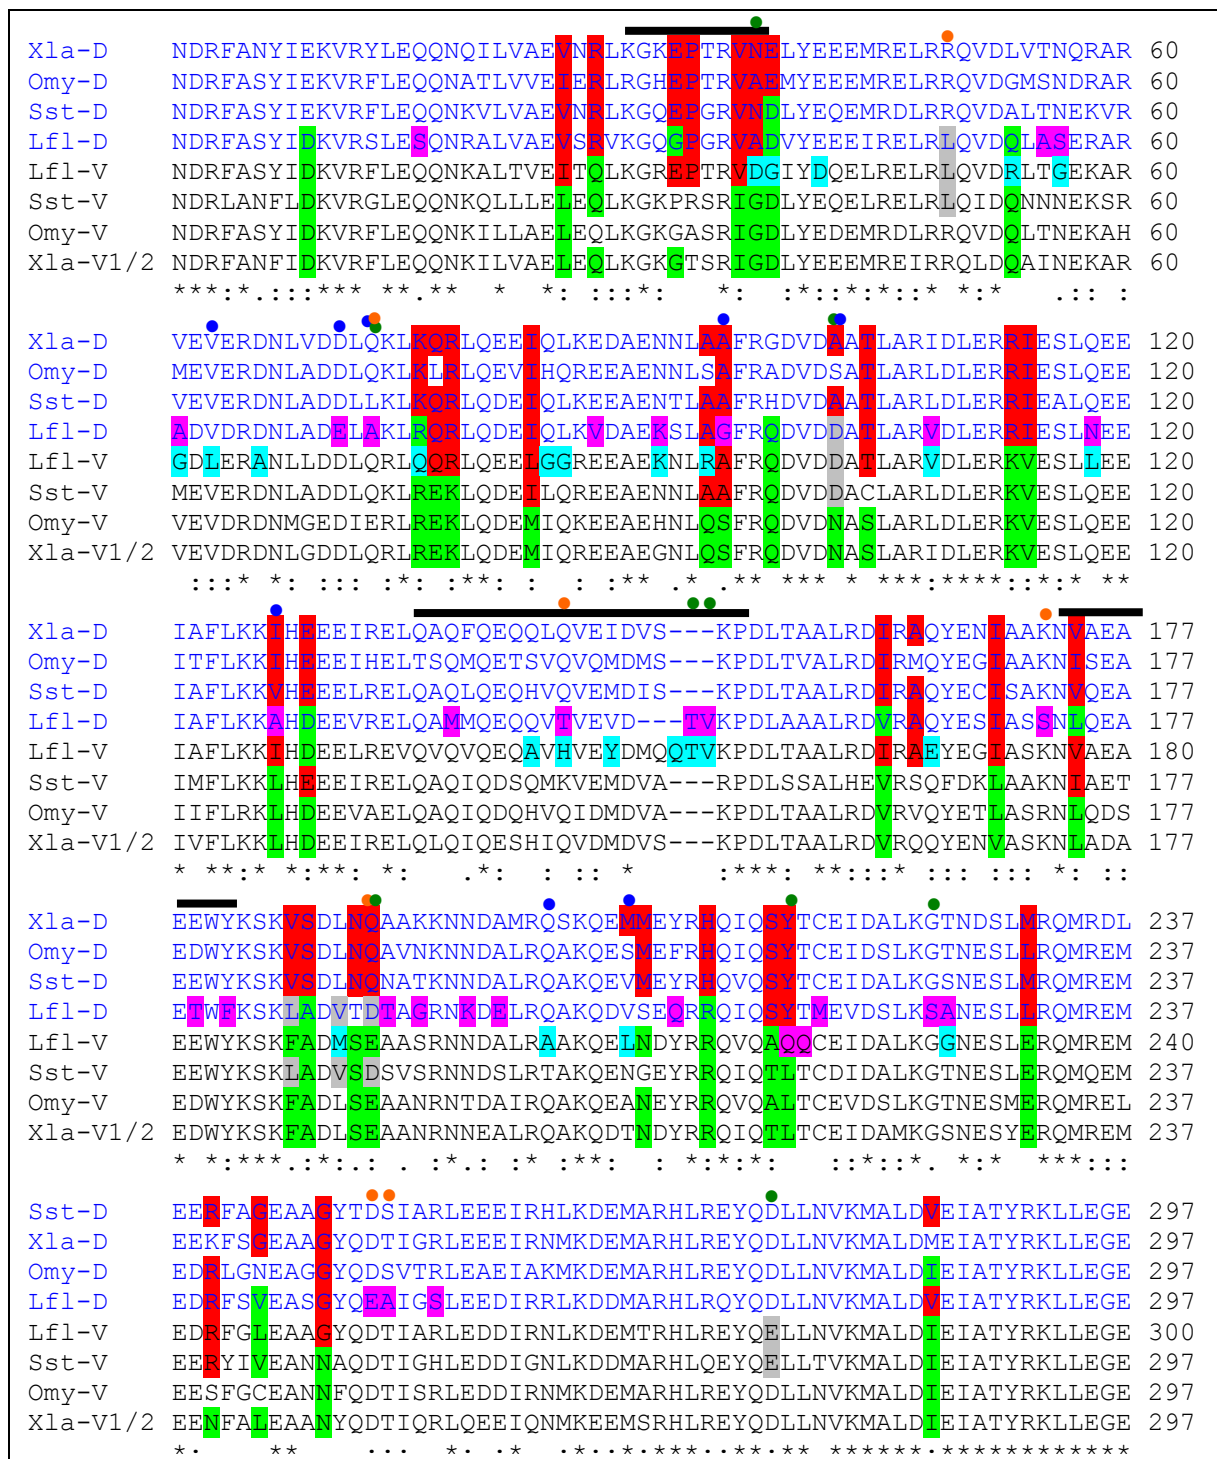 Xla-D NDRFANYIEKVRYLEQQNQILVAEVNRLKGKEPTRVNELYEEEMRELRRQVDLVTNQRAR 60
Omy-D NDRFASYIEKVRFLEQQNATLVVEIERLRGHEPTRVAEMYEEEMRELRRQVDGMSNDRAR 60
Sst-D NDRFASYIEKVRFLEQQNKVLVAEVNRLKGQEPGRVNDLYEQEMRDLRRQVDALTNEKVR 60
Lfl-D NDRFASYIDKVRSLESQNRALVAEVSRVKGQGPGRVADVYEEEIRELRLQVDQLASERAR 60
Lfl-V NDRFASYIDKVRFLEQQNKALTVEITQLKGREPTRVDGIYDQELRELRLQVDRLTGEKAR 60
Sst-V NDRLANFLDKVRGLEQQNKQLLLELEQLKGKPRSRIGDLYEQELRELRLQIDQNNNEKSR 60
Omy-V NDRFASYIDKVRFLEQQNKILLAELEQLKGKGASRIGDLYEDEMRDLRRQVDQLTNEKAH 60
Xla-V1/2 NDRFANFIDKVRFLEQQNKILVAELEQLKGKGTSRIGDLYEEEMREIRRQLDQAINEKAR 60
***:*.:::*** **.** * *: :::*: *: :**::*:*::* *:* .:: :
Xla-D VEVERDNLVDDLQKLKQRLQEEIQLKEDAENNLAAFRGDVDAATLARIDLERRIESLQEE 120
Omy-D MEVERDNLADDLQKLKLRLQEVIHQREEAENNLSAFRADVDSATLARLDLERRIESLQEE 120
Sst-D VEVERDNLADDLLKLKQRLQDEIQLKEEAENTLAAFRHDVDAATLARLDLERRIEALQEE 120
Lfl-D ADVDRDNLADELAKLRQRLQDEIQLKVDAEKSLAGFRQDVDDATLARVDLERRIESLNEE 120
Lfl-V GDLERANLLDDLQRLQQRLQEELGGREEAEKNLRAFRQDVDDATLARVDLERKVESLLEE 120
Sst-V MEVERDNLADDLQKLREKLQDEILQREEAENNLAAFRQDVDDACLARLDLERKVESLQEE 120
Omy-V VEVDRDNMGEDIERLREKLQDEMIQKEEAEHNLQSFRQDVDNASLARLDLERKVESLQEE 120
Xla-V1/2 VEVDRDNLGDDLQRLREKLQDEMIQREEAEGNLQSFRQDVDNASLARIDLERKVESLQEE 120
:::* *: ::: :*: :**: : : :** .* ** *** * ***:****::*:* **
Xla-D IAFLKKIHEEEIRELQAQFQEQQLQVEIDVS---KPDLTAALRDIRAQYENIAAKNVAEA 177
Omy-D ITFLKKIHEEEIHELTSQMQETSVQVQMDMS---KPDLTVALRDIRMQYEGIAAKNISEA 177
Sst-D IAFLKKVHEEELRELQAQLQEQHVQVEMDIS---KPDLTAALRDIRAQYECISAKNVQEA 177
Lfl-D IAFLKKAHDEEVRELQAMMQEQQVTVEVD---TVKPDLAAALRDVRAQYESIASSNLQEA 177
Lfl-V IAFLKKIHDEELREVQVQVQEQAVHVEYDMQQTVKPDLTAALRDIRAEYEGIASKNVAEA 180
Sst-V IMFLKKLHEEEIRELQAQIQDSQMKVEMDVA---RPDLSSALHEVRSQFDKLAAKNIAET 177
Omy-V IIFLRKLHDEEVAELQAQIQDQHVQIDMDVA---KPDLTAALRDVRVQYETLASRNLQDS 177
Xla-V1/2 IVFLKKLHDEEIRELQLQIQESHIQVDMDVS---KPDLTAALRDVRQQYENVASKNLADA 177
* **:* *:**: *: .*: : :: * :***: **::* ::: ::: *: ::
Xla-D EEWYKSKVSDLNQAAKKNNDAMRQSKQEMMEYRHQIQSYTCEIDALKGTNDSLMRQMRDL 237
Omy-D EDWYKSKVSDLNQAVNKNNDALRQAKQESMEFRHQIQSYTCEIDSLKGTNESLLRQMREM 237
Sst-D EEWYKSKVSDLNQNATKNNDALRQAKQEVMEYRHQVQSYTCEIDALKGSNESLMRQMREM 237
Lfl-D ETWFKSKLADVTDTAGRNKDELRQAKQDVSEQRRQIQSYTMEVDSLKSANESLLRQMREM 237
Lfl-V EEWYKSKFADMSEAASRNNDALRAAKQELNDYRRQVQAQQCEIDALKGGNESLERQMREM 240
Sst-V EEWYKSKLADVSDSVSRNNDSLRTAKQENGEYRRQIQTLTCDIDALKGTNESLERQMQEM 237
Omy-V EDWYKSKFADLSEAANRNTDAIRQAKQEANEYRRQVQALTCEVDSLKGTNESMERQMREL 237
Xla-V1/2 EDWYKSKFADLSEAANRNNEALRQAKQDTNDYRRQIQTLTCEIDAMKGSNESYERQMREM 237
* *:***.:*:.: . :*.: :* :**: : *:*:*: ::*::*. *:* ***:::
Sst-D EERFAGEAAGYTDSIARLEEEIRHLKDEMARHLREYQDLLNVKMALDVEIATYRKLLEGE 297
Xla-D EEKFSGEAAGYQDTIGRLEEEIRNMKDEMARHLREYQDLLNVKMALDMEIATYRKLLEGE 297
Omy-D EDRLGNEAGGYQDSVTRLEAEIAKMKDEMARHLREYQDLLNVKMALDIEIATYRKLLEGE 297
Lfl-D EDRFSVEASGYQEAIGSLEEDIRRLKDDMARHLRQYQDLLNVKMALDVEIATYRKLLEGE 297
Lfl-V EDRFGLEAAGYQDTIARLEDDIRNLKDEMTRHLREYQELLNVKMALDIEIATYRKLLEGE 300
Sst-V EERYIVEANNAQDTIGHLEDDIGNLKDDMARHLQEYQELLTVKMALDIEIATYRKLLEGE 297
Omy-V EESFGCEANNFQDTISRLEDDIRNMKDEMARHLREYQDLLNVKMALDIEIATYRKLLEGE 297
Xla-V1/2 EENFALEAANYQDTIQRLQEEIQNMKEEMSRHLREYQDLLNVKMALDIEIATYRKLLEGE 297
*. ** ::: *. :* .:*::*:***.:**:**.******:************